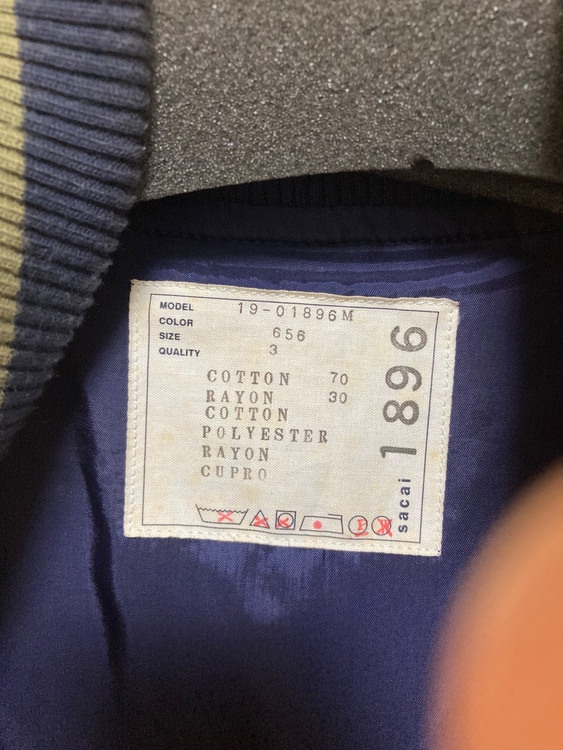 MODEL 19-01896M
COLOR 656
SIZE 3
QUALITY
COTTON 70
RAYON 30
COTTON
POLYESTER
RAYON
CUPRO
sacai 1896